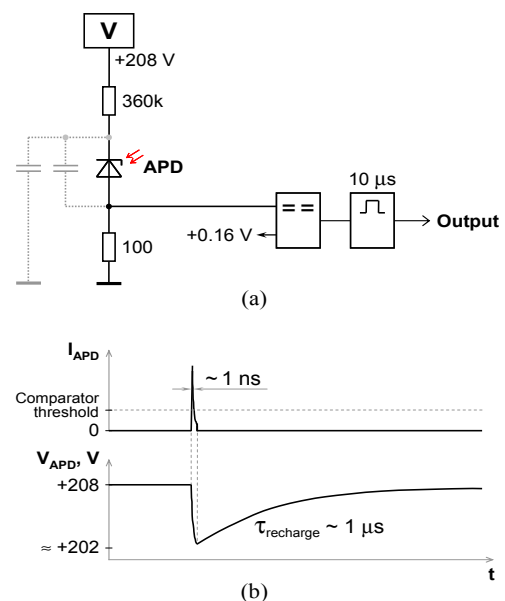 V
+208 V
360k
APD
10 μs
= =
+0.16 V
Output
100
(a)
I_APD
~ 1 ns
Comparator
threshold
0
V_APD, V
+208
τ_recharge ~ 1 μs
≈ +202
t
(b)